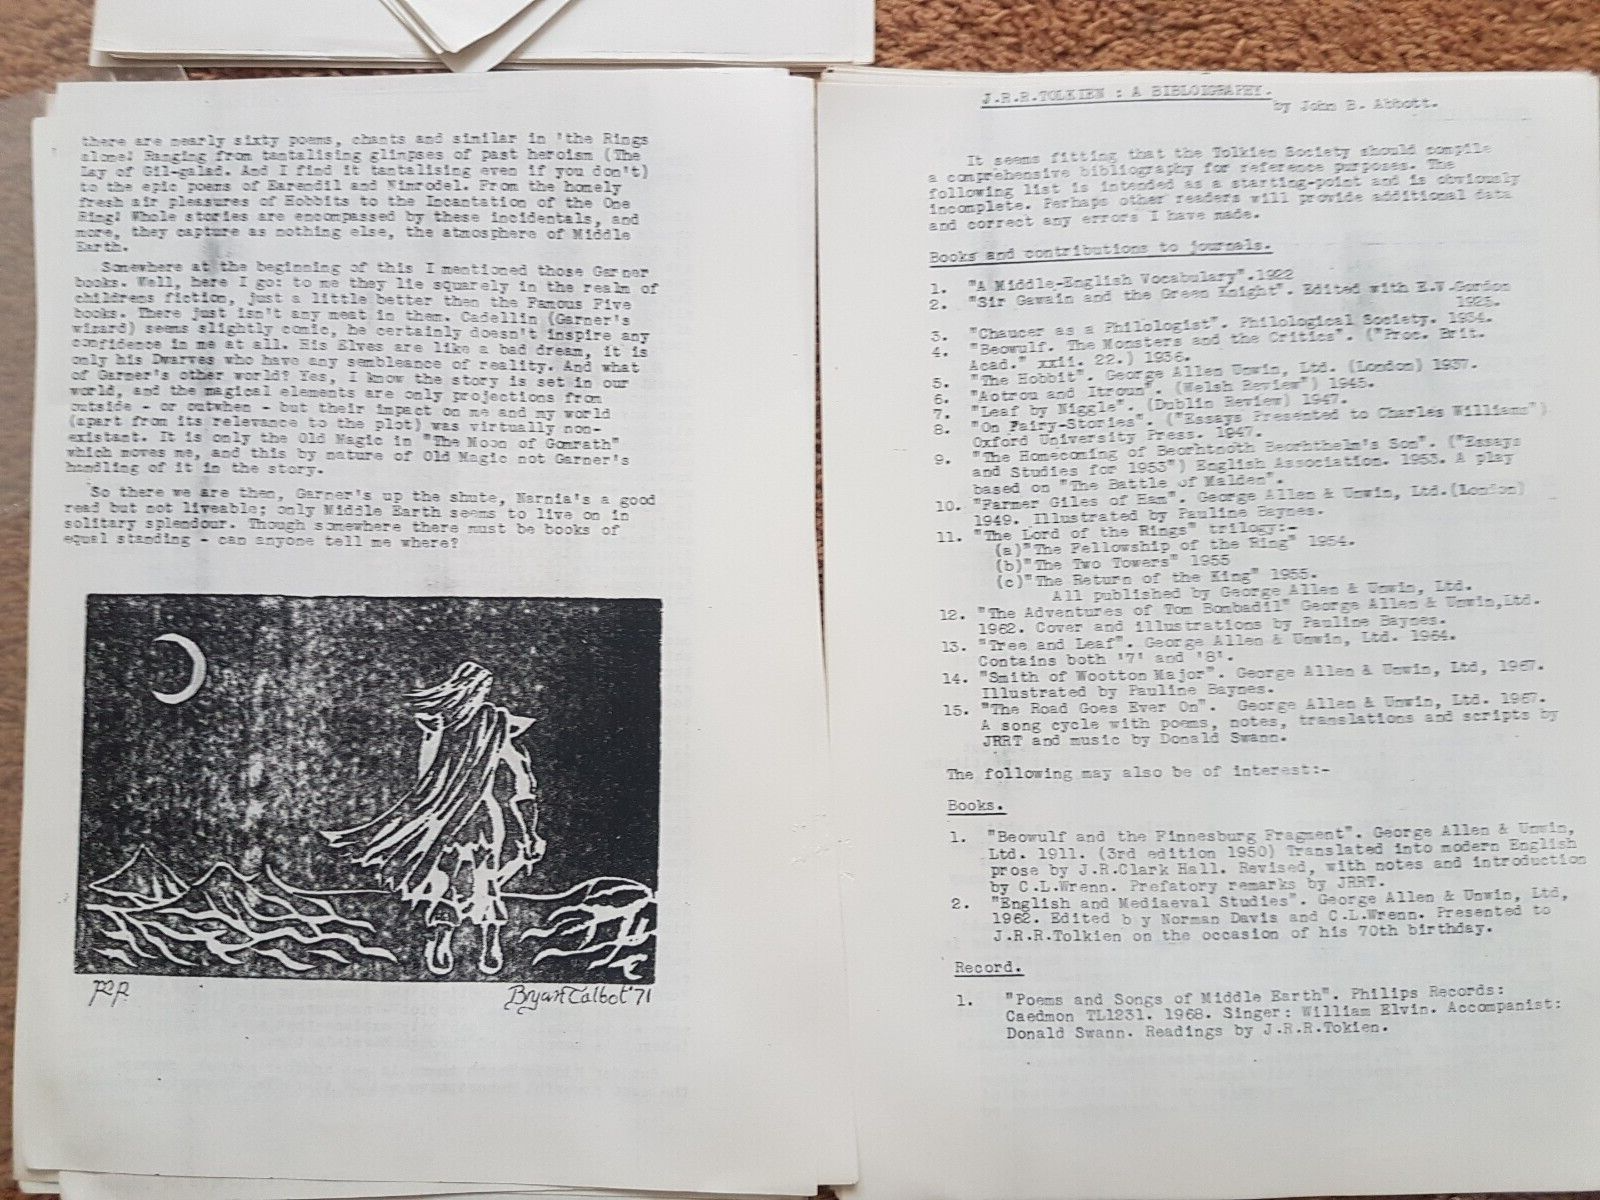 there are nearly sixty poems, chants and similar in 'the Rings
alone! Ranging from tantalising glimpses of past heroism (The
Lay of Gil-galad. And I find it tantalising even if you don't)
to the epic poems of Earendil and Nimrodel. From the homely
fresh air pleasures of Hobbits to the Incantation of the One
Ring! Whole stories are encompassed by these incidentals, and
more, they capture as nothing else, the atmosphere of Middle
Earth.
Somewhere at the beginning of this I mentioned those Garner
books. Well, here I go: to me they lie squarely in the realm of
childrens fiction, just a little better then the Famous Five
books. There just isn't any meat in them. Cadellin (Garner's
wizard) seems slightly comic, he certainly doesn't inspire any
confidence in me at all. His Elves are like a bad dream, it is
only his Dwarves who have any sembleance of reality. And what
of Garner's other world? Yes, I know the story is set in our
world, and the magical elements are only projections from
outside - or outwhen - but their impact on me and my world
(apart from its relevance to the plot) was virtually non-
existant. It is only the Old Magic in "The Moon of Gomrath"
which moves me, and this by nature of Old Magic not Garner's
handling of it in the story.
So there we are then, Garner's up the shute, Narnia's a good
read but not liveable; only Middle Earth seems to live on in
solitary splendour. Though somewhere there must be books of
equal standing - can anyone tell me where?
Bryan Talbot '71
J.R.R.TOLKIEN : A BIBLOIGRAPHY.
by John B. Abbott.
It seems fitting that the Tolkien Society should compile
a comprehensive bibliography for reference purposes. The
following list is intended as a starting-point and is obviously
incomplete. Perhaps other readers will provide additional data
and correct any errors I have made.
Books and contributions to journals.
1. "A Middle-English Vocabulary".1922
2. "Sir Gawain and the Green Knight". Edited with E.V.Gordon
1925.
3. "Chaucer as a Philologist". Philological Society. 1934.
4. "Beowulf. The Monsters and the Critics". ("Proc. Brit.
Acad." xxii. 22.) 1936.
5. "The Hobbit". George Allen Unwin, Ltd. (London) 1937.
6. "Aotrou and Itroun". (Welsh Review") 1945.
7. "Leaf by Niggle". (Dublin Review) 1947.
8. "On Fairy-Stories". ("Essays Presented to Charles Williams")
Oxford University Press. 1947.
9. "The Homecoming of Beorhtnoth Beorhthelm's Son". ("Essays
and Studies for 1953") English Association. 1953. A play
based on "The Battle of Malden".
10. "Farmer Giles of Ham". George Allen & Unwin, Ltd.(London)
1949. Illustrated by Pauline Baynes.
11. "The Lord of the Rings" trilogy:-
(a)"The Fellowship of the Ring" 1954.
(b)"The Two Towers" 1955
(c)"The Return of the King" 1955.
All published by George Allen & Unwin, Ltd.
12. "The Adventures of Tom Bombadil" George Allen & Unwin,Ltd.
1962. Cover and illustrations by Pauline Baynes.
13. "Tree and Leaf". George Allen & Unwin, Ltd. 1964.
Contains both '7' and '8'.
14. "Smith of Wootton Major". George Allen & Unwin, Ltd, 1967.
Illustrated by Pauline Baynes.
15. "The Road Goes Ever On". George Allen & Unwin, Ltd. 1967.
A song cycle with poems, notes, translations and scripts by
JRRT and music by Donald Swann.
The following may also be of interest:-
Books.
1. "Beowulf and the Finnesburg Fragment". George Allen & Unwin,
Ltd. 1911. (3rd edition 1950) Translated into modern English
prose by J.R.Clark Hall. Revised, with notes and introduction
by C.L.Wrenn. Prefatory remarks by JRRT.
2. "English and Mediaeval Studies". George Allen & Unwin, Ltd,
1962. Edited b y Norman Davis and C.L.Wrenn. Presented to
J.R.R.Tolkien on the occasion of his 70th birthday.
Record.
1. "Poems and Songs of Middle Earth". Philips Records:
Caedmon TL1231. 1968. Singer: William Elvin. Accompanist:
Donald Swann. Readings by J.R.R.Tokien.